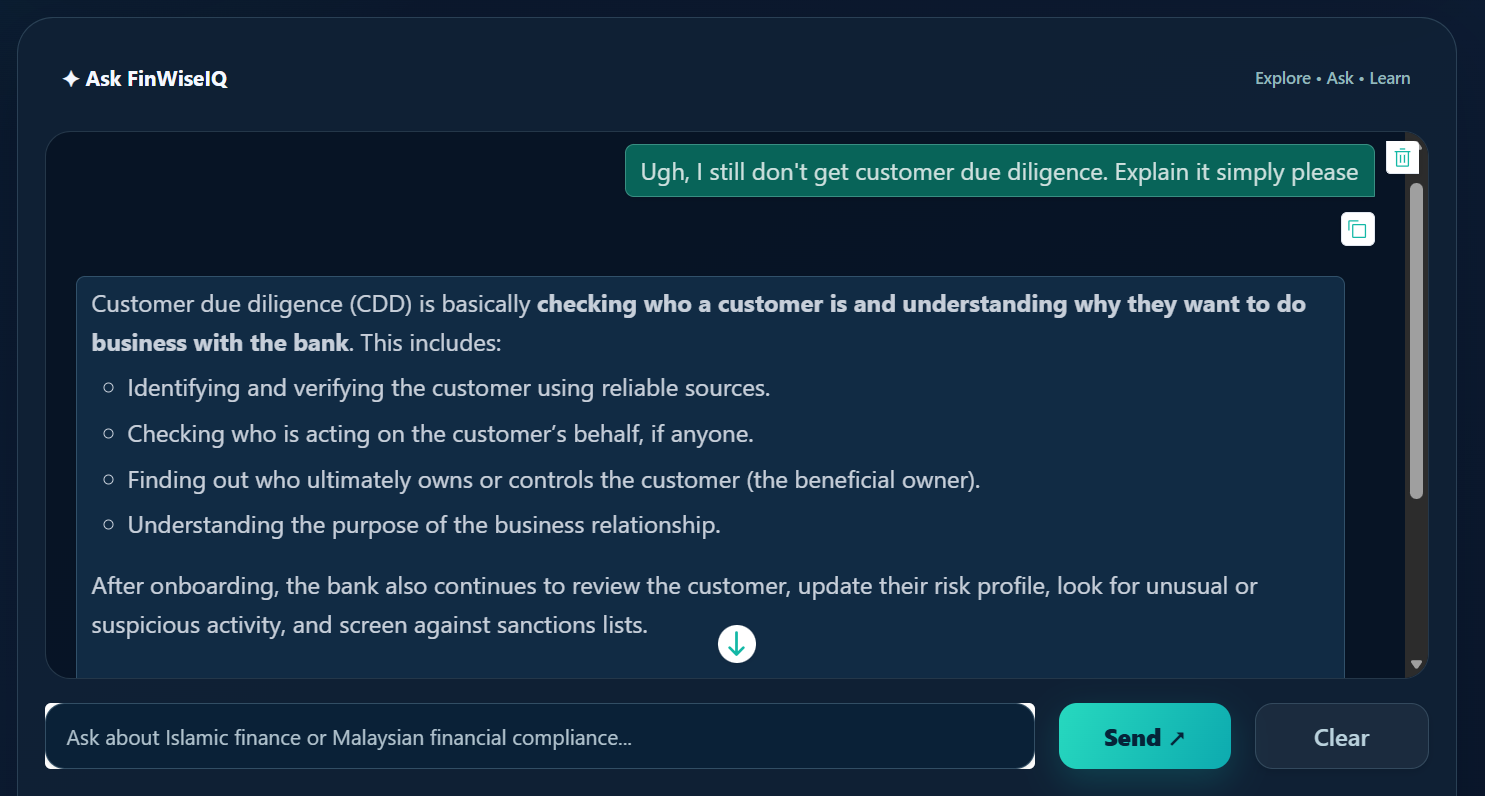 ✦ Ask FinWiseIQ
Explore • Ask • Learn
Ugh, I still don't get customer due diligence. Explain it simply please
Customer due diligence (CDD) is basically checking who a customer is and understanding why they want to do
business with the bank. This includes:
Identifying and verifying the customer using reliable sources.
Checking who is acting on the customer’s behalf, if anyone.
Finding out who ultimately owns or controls the customer (the beneficial owner).
Understanding the purpose of the business relationship.
After onboarding, the bank also continues to review the customer, update their risk profile, look for unusual or
suspicious activity, and screen against sanctions lists.
Ask about Islamic finance or Malaysian financial compliance...
Send ↗
Clear